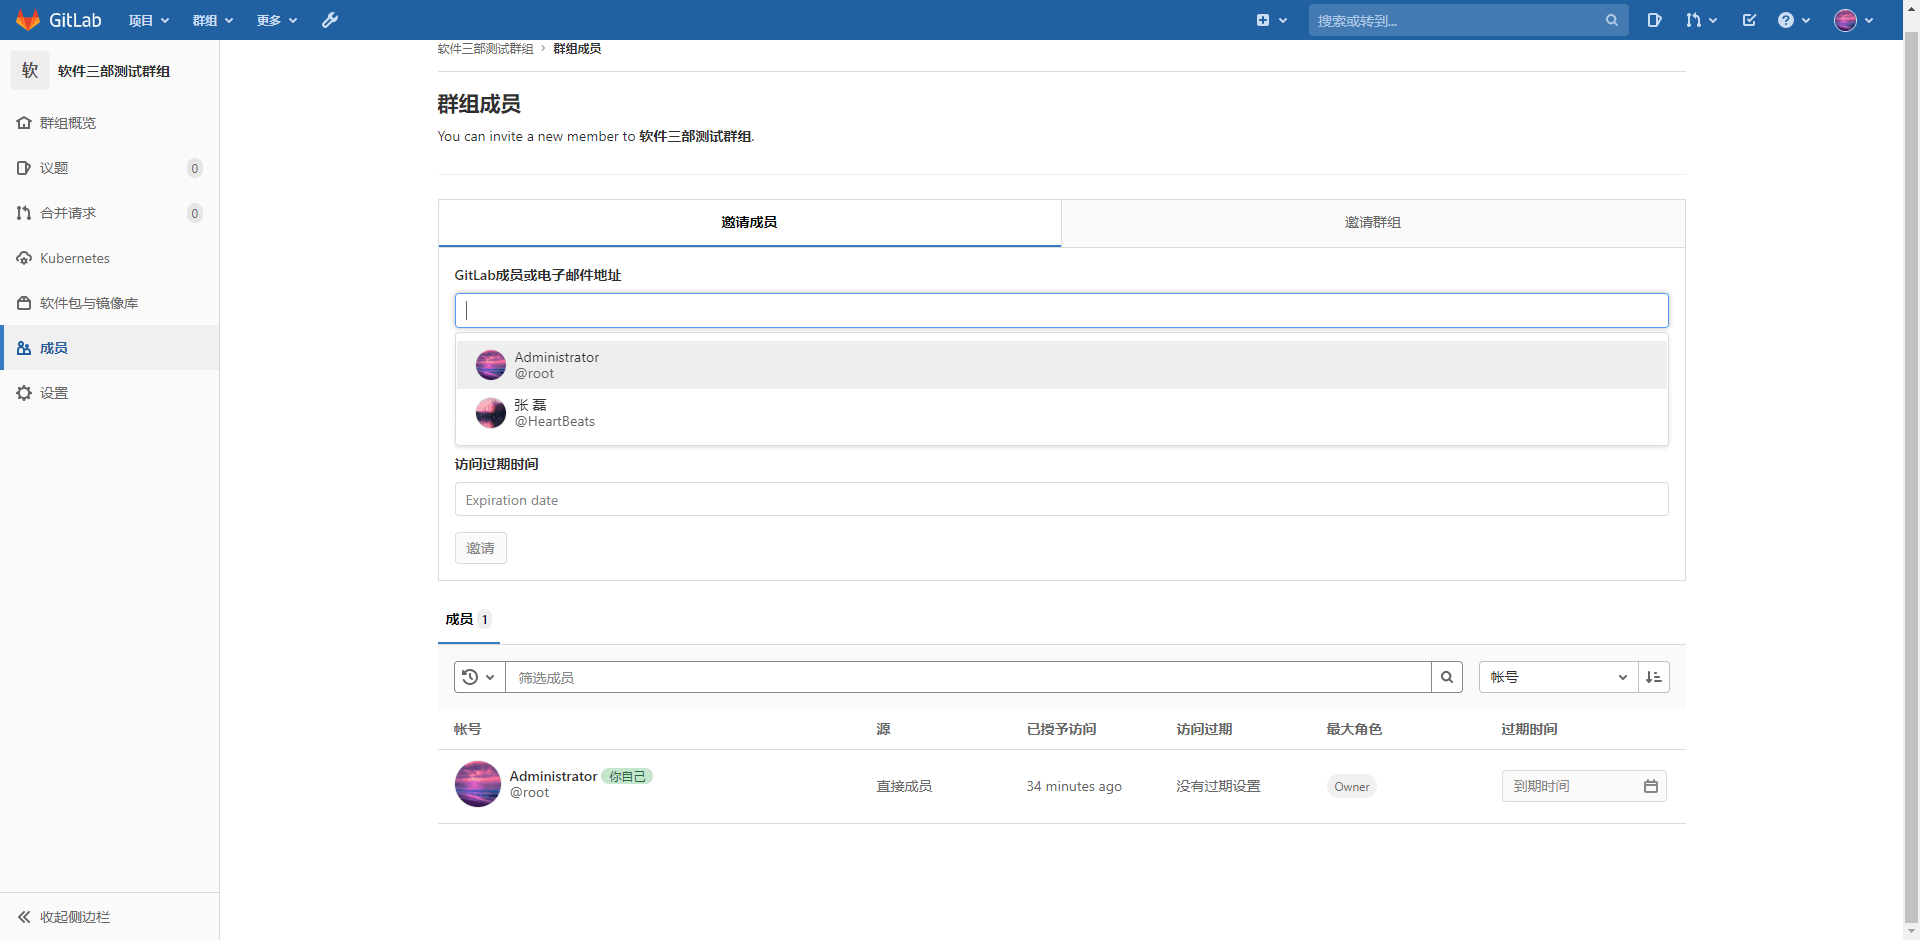 GitLab 项目 群组 更多 搜索或转到...
软 软件三部测试群组
群组概览
议题 0
合并请求 0
Kubernetes
软件包与镜像库
成员
设置
收起侧边栏
软件三部测试群组 › 群组成员
群组成员
You can invite a new member to 软件三部测试群组.
邀请成员 邀请群组
GitLab成员或电子邮件地址
Administrator
@root
张 磊
@HeartBeats
访问过期时间
Expiration date
邀请
成员 1
筛选成员 帐号
帐号 源 已授予访问 访问过期 最大角色 过期时间
Administrator 你自己
@root
直接成员 34 minutes ago 没有过期设置 Owner 到期时间